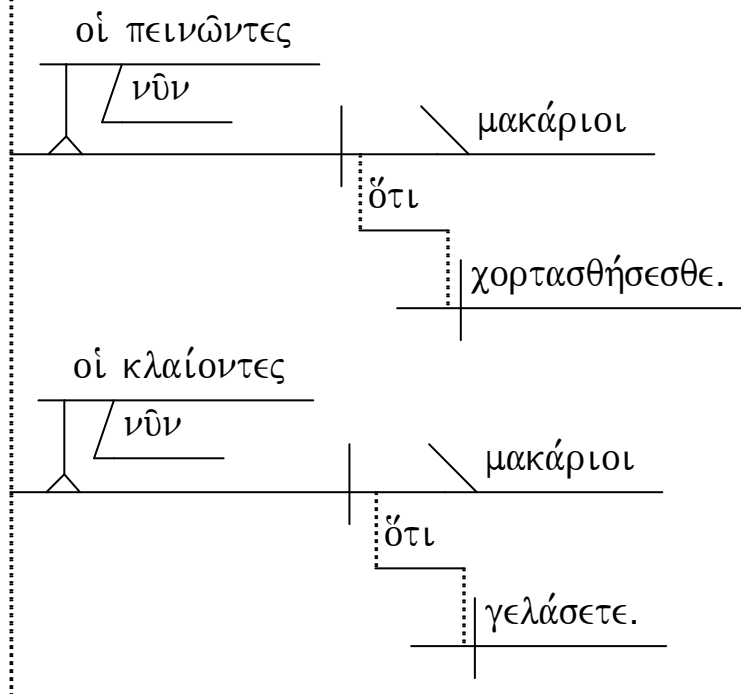 οἱ πεινῶντες
νῦν
μακάριοι
ὅτι
χορτασθήσεσθε.
οἱ κλαίοντες
νῦν
μακάριοι
ὅτι
γελάσετε.